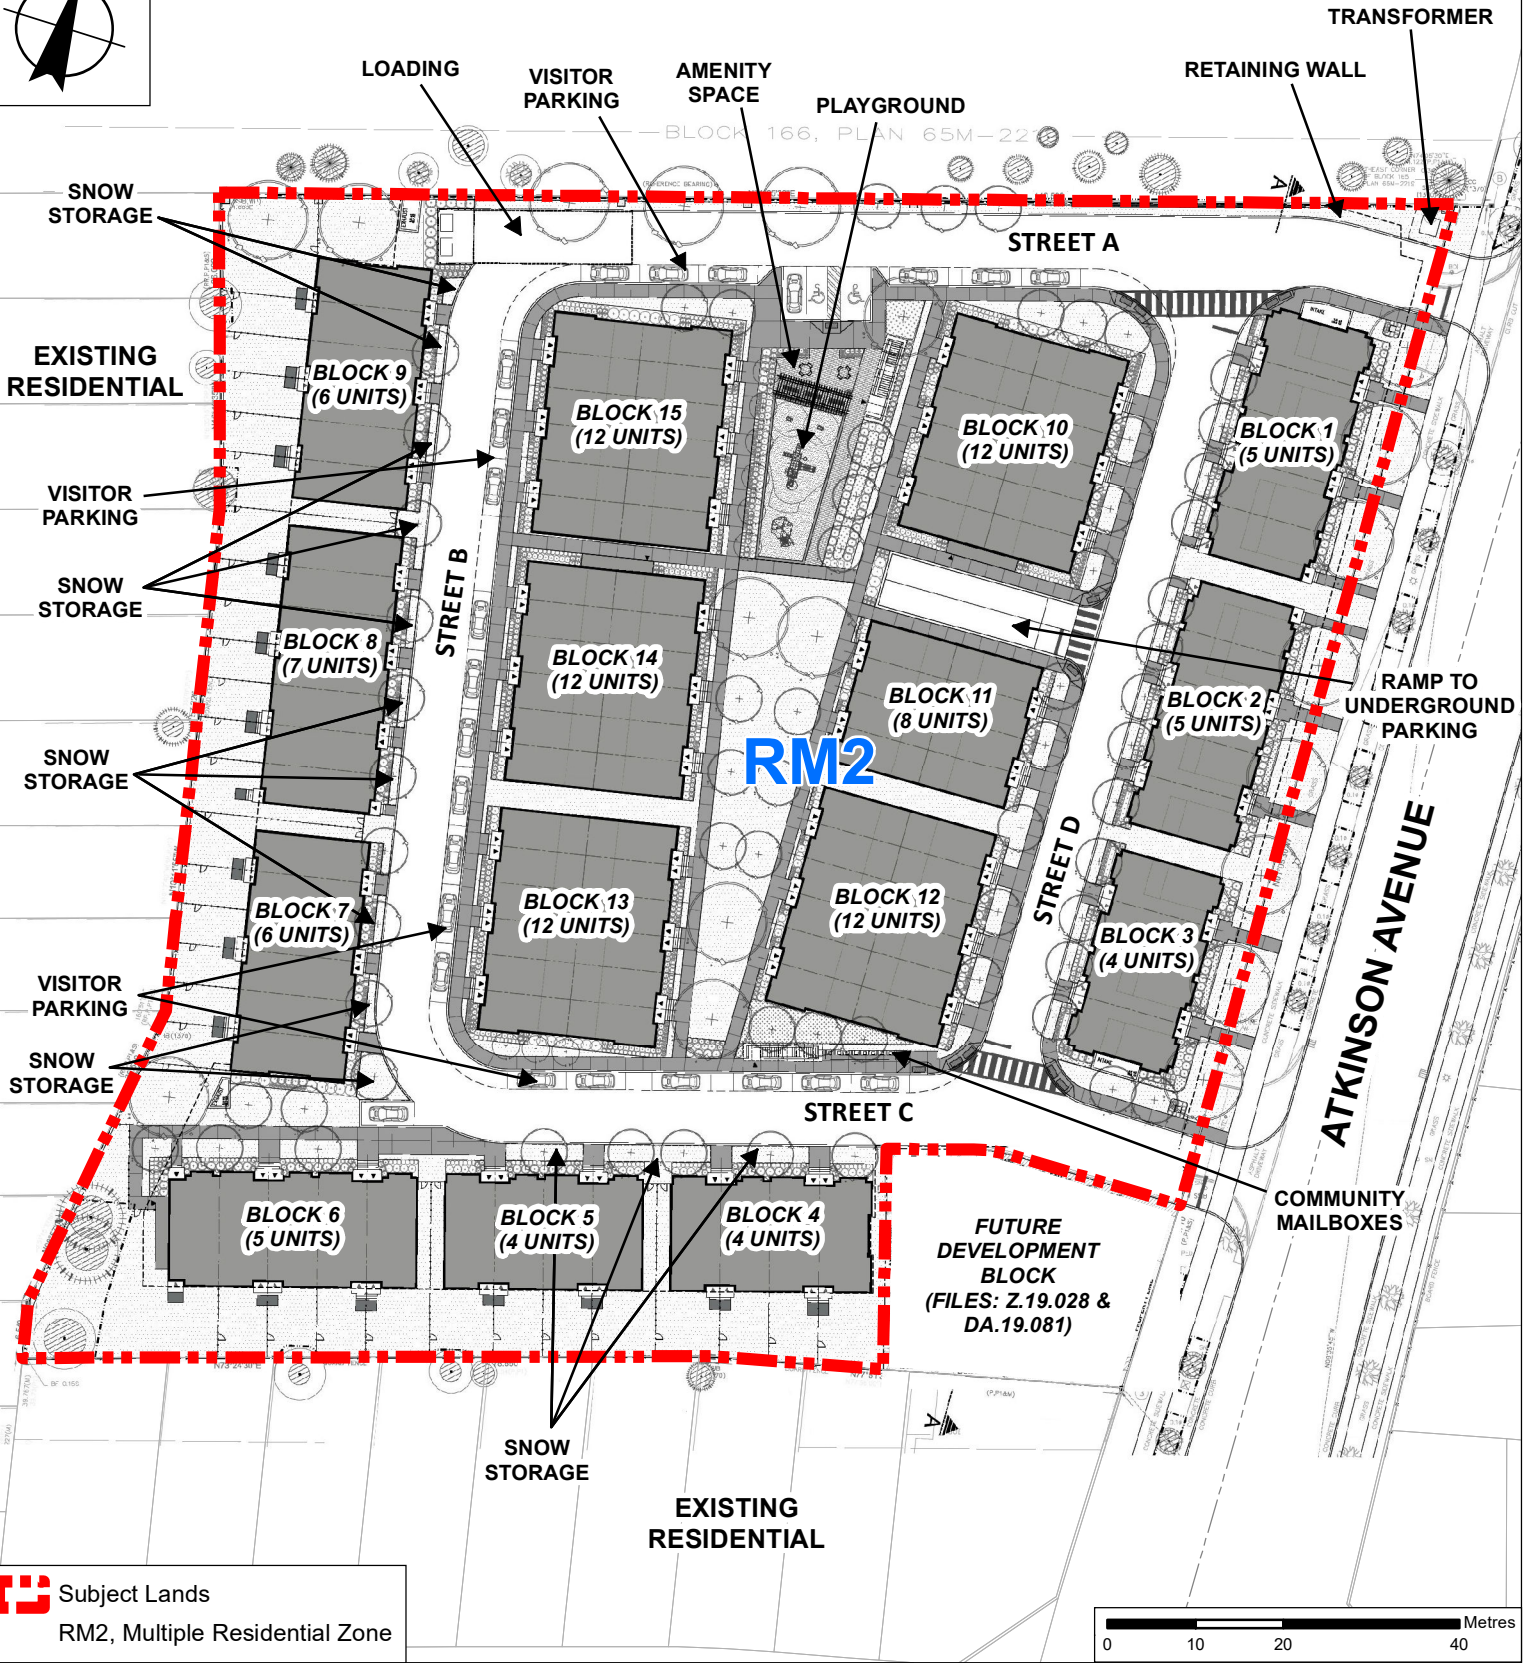 TRANSFORMER
LOADING
VISITOR
PARKING
AMENITY
SPACE
RETAINING WALL
PLAYGROUND
BLOCK 166, PLAN 65M-22
SNOW
STORAGE
(REFERENCE BEARING)
A
STREET A
EXISTING
RESIDENTIAL
BLOCK 9
(6 UNITS)
BLOCK 15
(12 UNITS)
BLOCK 10
(12 UNITS)
BLOCK 1
(5 UNITS)
VISITOR
PARKING
STREET B
SNOW
STORAGE
BLOCK 8
(7 UNITS)
BLOCK 14
(12 UNITS)
BLOCK 11
(8 UNITS)
BLOCK 2
(5 UNITS)
RAMP TO
UNDERGROUND
PARKING
SNOW
STORAGE
RM2
STREET D
ATKINSON AVENUE
BLOCK 7
(6 UNITS)
BLOCK 13
(12 UNITS)
BLOCK 12
(12 UNITS)
BLOCK 3
(4 UNITS)
VISITOR
PARKING
SNOW
STORAGE
STREET C
COMMUNITY
MAILBOXES
BLOCK 6
(5 UNITS)
BLOCK 5
(4 UNITS)
BLOCK 4
(4 UNITS)
FUTURE
DEVELOPMENT
BLOCK
(FILES: Z.19.028 &
DA.19.081)
A
SNOW
STORAGE
EXISTING
RESIDENTIAL
Subject Lands
RM2, Multiple Residential Zone
Metres
0 10 20 40